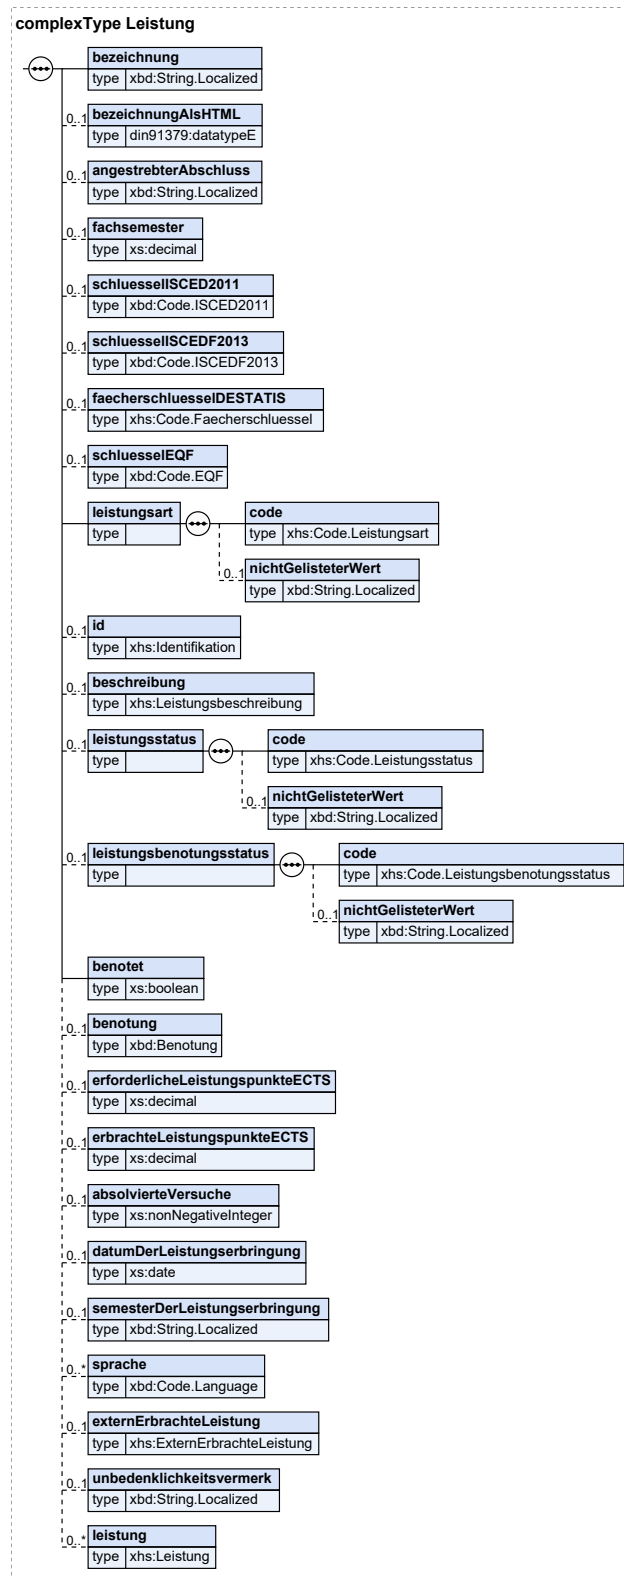 complexType Leistung
bezeichnung
type xbd:String.Localized
0..1 bezeichnungAlsHTML
type din91379:datatypeE
0..1 angestrebterAbschluss
type xbd:String.Localized
0..1 fachsemester
type xs:decimal
0..1 schluesselISCED2011
type xbd:Code.ISCED2011
0..1 schluesselISCEDF2013
type xbd:Code.ISCEDF2013
0..1 faecherschluesselDESTATIS
type xhs:Code.Faecherschluessel
0..1 schluesselEQF
type xbd:Code.EQF
leistungsart code
type type xhs:Code.Leistungsart
0..1 nichtGelisteterWert
type xbd:String.Localized
0..1 id
type xhs:Identifikation
0..1 beschreibung
type xhs:Leistungsbeschreibung
0..1 leistungsstatus code
type type xhs:Code.Leistungsstatus
0..1 nichtGelisteterWert
type xbd:String.Localized
0..1 leistungsbenotungsstatus code
type type xhs:Code.Leistungsbenotungsstatus
0..1 nichtGelisteterWert
type xbd:String.Localized
benotet
type xs:boolean
0..1 benotung
type xbd:Benotung
0..1 erforderlicheLeistungspunkteECTS
type xs:decimal
0..1 erbrachteLeistungspunkteECTS
type xs:decimal
0..1 absolvierteVersuche
type xs:nonNegativeInteger
0..1 datumDerLeistungserbringung
type xs:date
0..1 semesterDerLeistungserbringung
type xbd:String.Localized
0..* sprache
type xbd:Code.Language
0..1 externErbrachteLeistung
type xhs:ExternErbrachteLeistung
0..1 unbedenklichkeitsvermerk
type xbd:String.Localized
0..* leistung
type xhs:Leistung